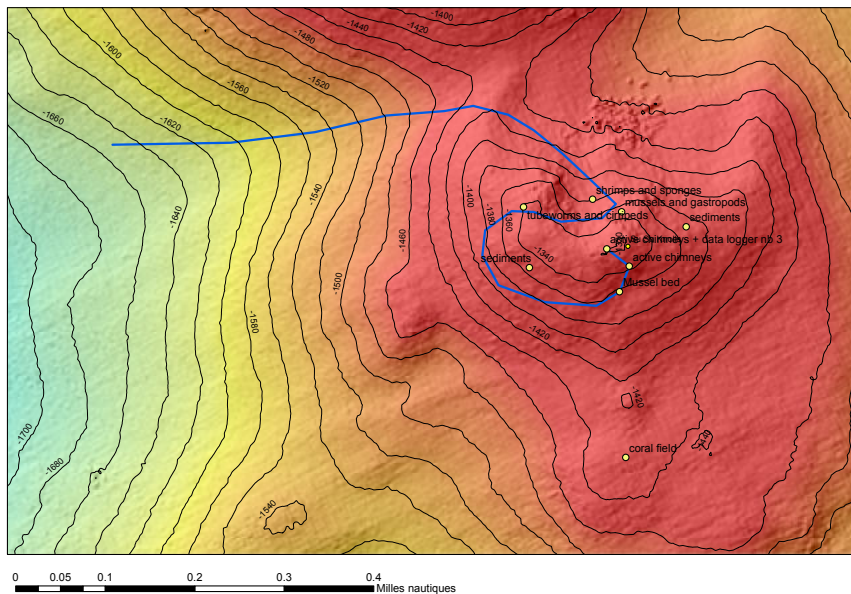 -1400
-1420
-1440
-1480
-1600
-1520
-1560
-1660
-1620
-1540
-1640
-1400
shrimps and sponges
mussels and gastropods
-1380
-1360
tubeworms and cirripeds
sediments
-1460
active chimneys + data logger nb 3
-1340
sediments
active chimneys
-1500
Mussel bed
-1580
-1420
-1420
-1700
-1440
coral field
-1680
-1540
0 0.05 0.1 0.2 0.3 0.4
Milles nautiques